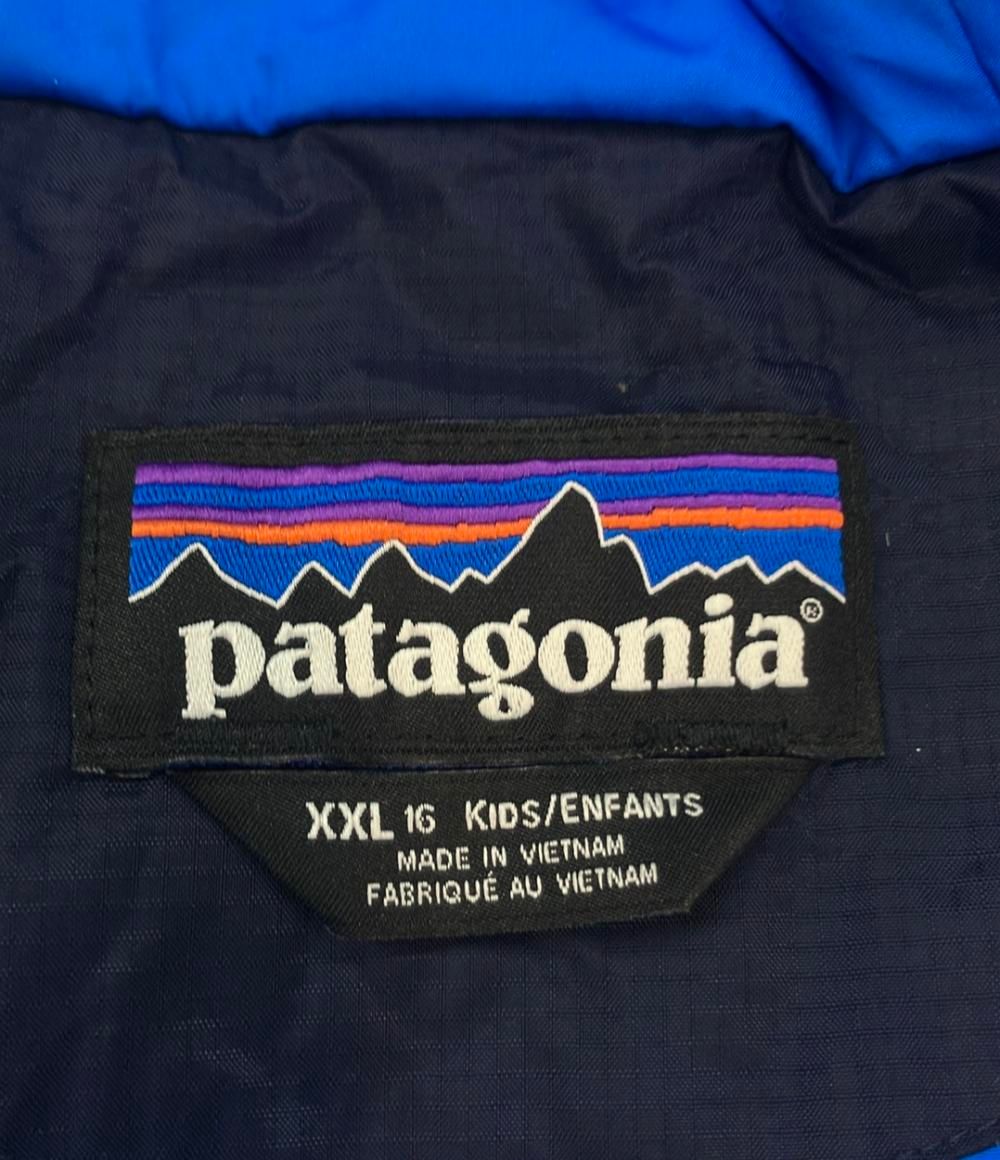 patagonia®
XXL 16 KIDS/ENFANTS
MADE IN VIETNAM
FABRIQUÉ AU VIETNAM